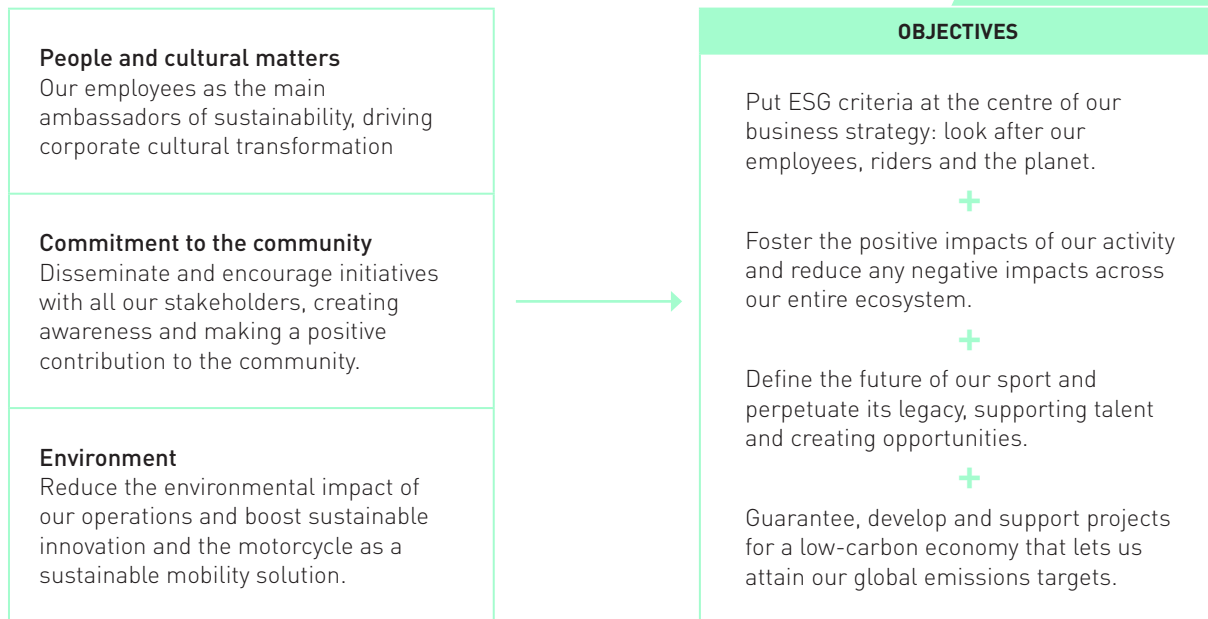 People and cultural matters
Our employees as the main
ambassadors of sustainability, driving
corporate cultural transformation
Commitment to the community
Disseminate and encourage initiatives
with all our stakeholders, creating
awareness and making a positive
contribution to the community.
Environment
Reduce the environmental impact of
our operations and boost sustainable
innovation and the motorcycle as a
sustainable mobility solution.
OBJECTIVES
Put ESG criteria at the centre of our
business strategy: look after our
employees, riders and the planet.
+
Foster the positive impacts of our activity
and reduce any negative impacts across
our entire ecosystem.
+
Define the future of our sport and
perpetuate its legacy, supporting talent
and creating opportunities.
+
Guarantee, develop and support projects
for a low-carbon economy that lets us
attain our global emissions targets.